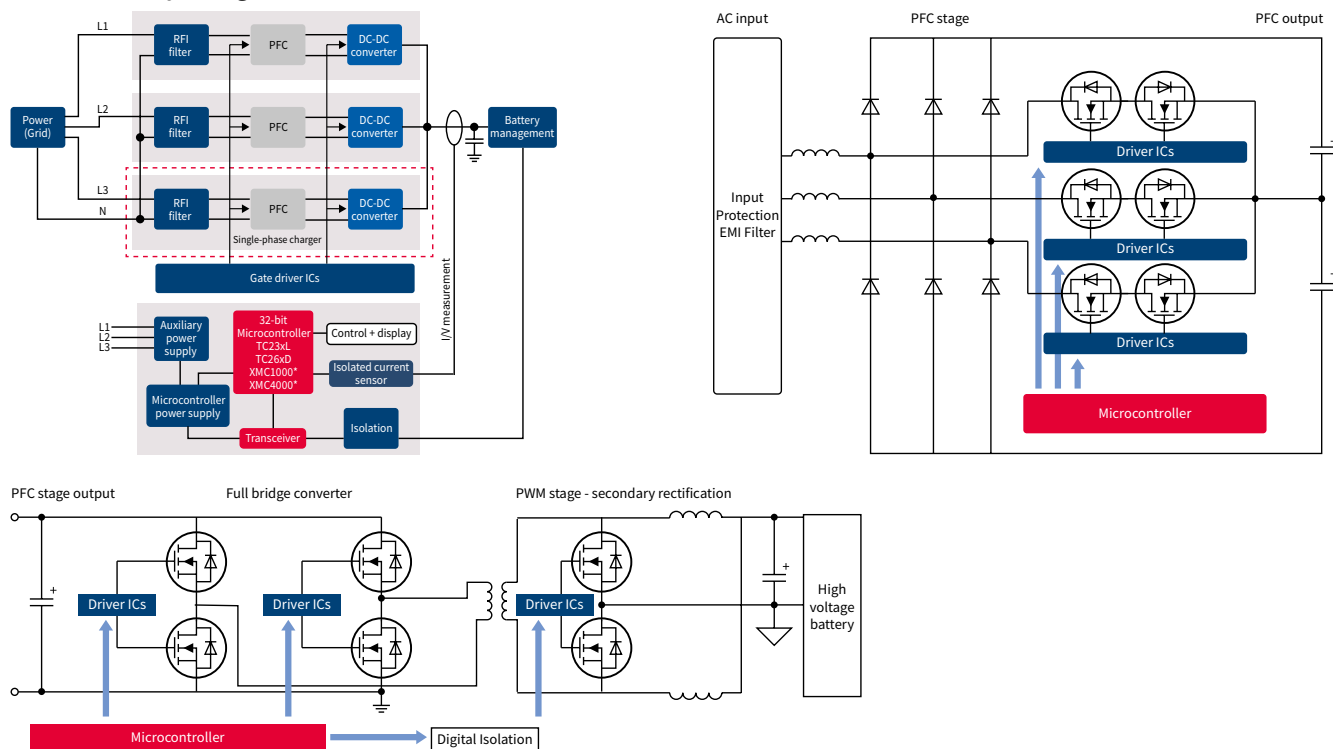 L1
RFI
filter
PFC
DC-DC
converter
L2
Power
(Grid)
RFI
filter
PFC
DC-DC
converter
Battery
management
L3
N
RFI
filter
PFC
DC-DC
converter
Single-phase charger
Gate driver ICs
I/V measurement
L1
L2
L3
Auxiliary
power
supply
32-bit
Microcontroller
TC23xL
TC26xD
XMC1000*
XMC4000*
Control + display
Isolated current
sensor
Microcontroller
power supply
Transceiver
Isolation
AC input
PFC stage
PFC output
Input
Protection
EMI Filter
Driver ICs
Driver ICs
Driver ICs
+
+
Microcontroller
PFC stage output
Full bridge converter
PWM stage - secondary rectification
+
Driver ICs
Driver ICs
Driver ICs
+
High
voltage
battery
Microcontroller
Digital Isolation